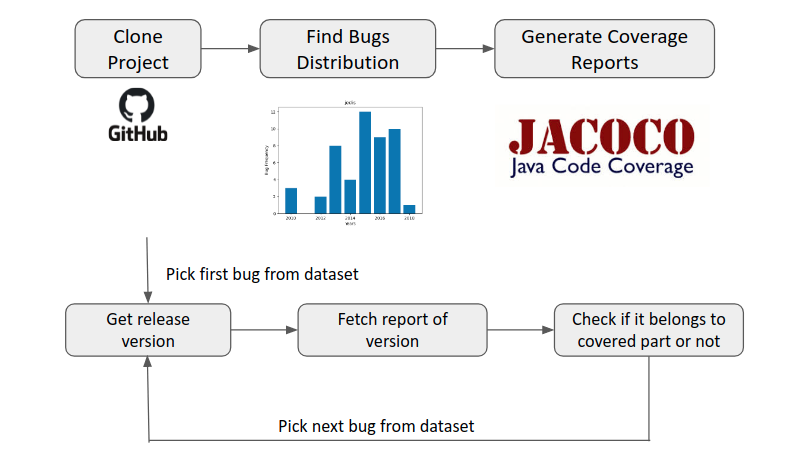 Clone
Project
Find Bugs
Distribution
Generate Coverage
Reports
GitHub
Bug Frequency
12
10
8
6
4
2
0
2010
2012
2014
2016
2018
Years
JACOCO
Java Code Coverage
Pick first bug from dataset
Get release
version
Fetch report of
version
Check if it belongs to
covered part or not
Pick next bug from dataset